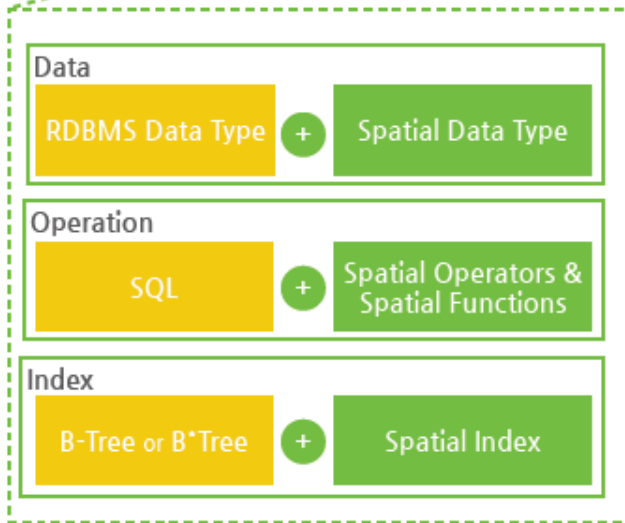 Data
RDBMS Data Type + Spatial Data Type
Operation
SQL + Spatial Operators &
Spatial Functions
Index
B-Tree or B*Tree + Spatial Index